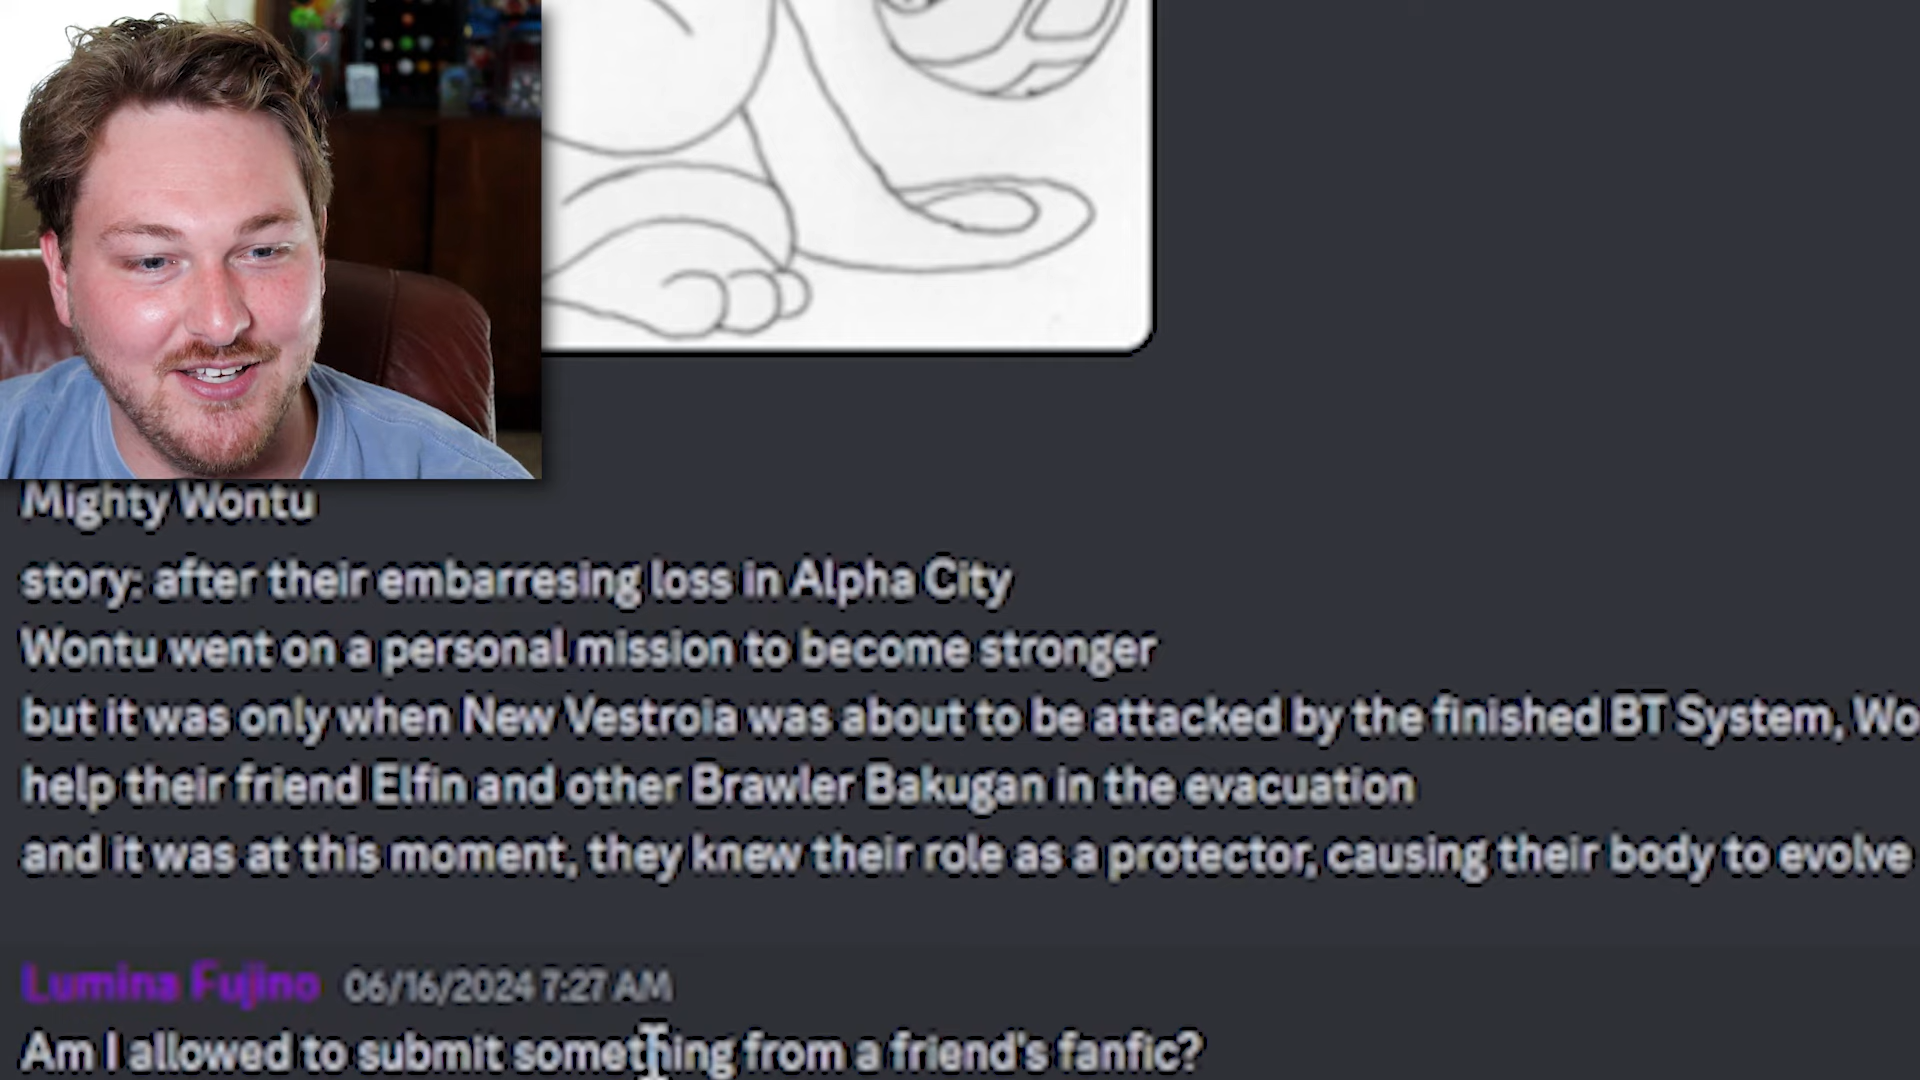 Mighty Wontu
story: after their embarresing loss in Alpha City
Wontu went on a personal mission to become stronger
but it was only when New Vestroia was about to be attacked by the finished BT System, Wo
help their friend Elfin and other Brawler Bakugan in the evacuation
and it was at this moment, they knew their role as a protector, causing their body to evolve
Lumina Fujino 06/16/2024 7:27 AM
Am I allowed to submit something from a friend's fanfic?